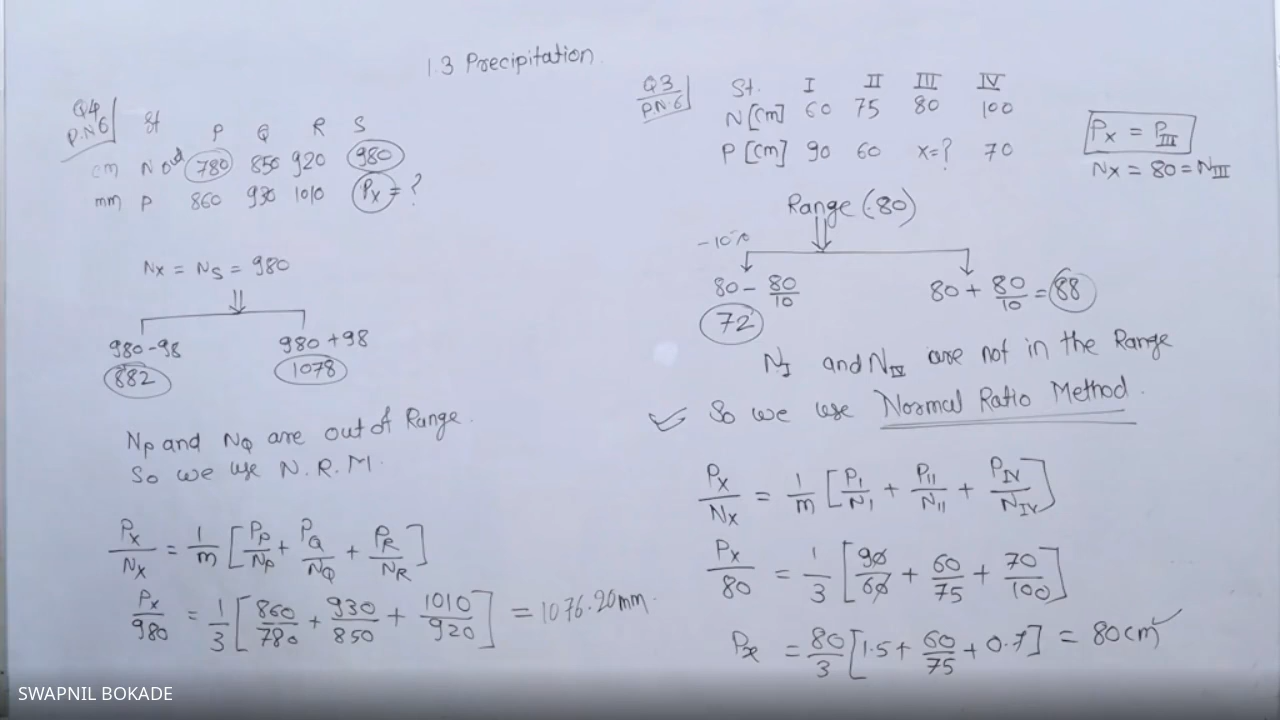 1.3 Precipitation.
Q4
P.N.6
St P Q R S
cm Nord 780 850 920 980
mm P 860 930 1010 Px = ?
Nx = Ns = 980
980-98 980+98
882 1078
NP and NQ are out of Range.
So we use N.R.M.
Px/Nx = 1/m [PP/NP + PQ/NQ + PR/NR]
Px/980 = 1/3 [860/780 + 930/850 + 1010/920] = 1076.20mm.
Q3
P.N.6
St. I II III IV
N[cm] 60 75 80 100
P[cm] 90 60 x=? 70
Px = PIII
Nx = 80 = NIII
Range (80)
-10%
80 - 80/10 80 + 80/10 = 88
72
NI and NIV are not in the Range
So we use Normal Ratio Method.
Px/Nx = 1/m [PI/NI + PII/NII + PIV/NIV]
Px/80 = 1/3 [90/60 + 60/75 + 70/100]
Px = 80/3 [1.5 + 60/75 + 0.7] = 80cm
SWAPNIL BOKADE